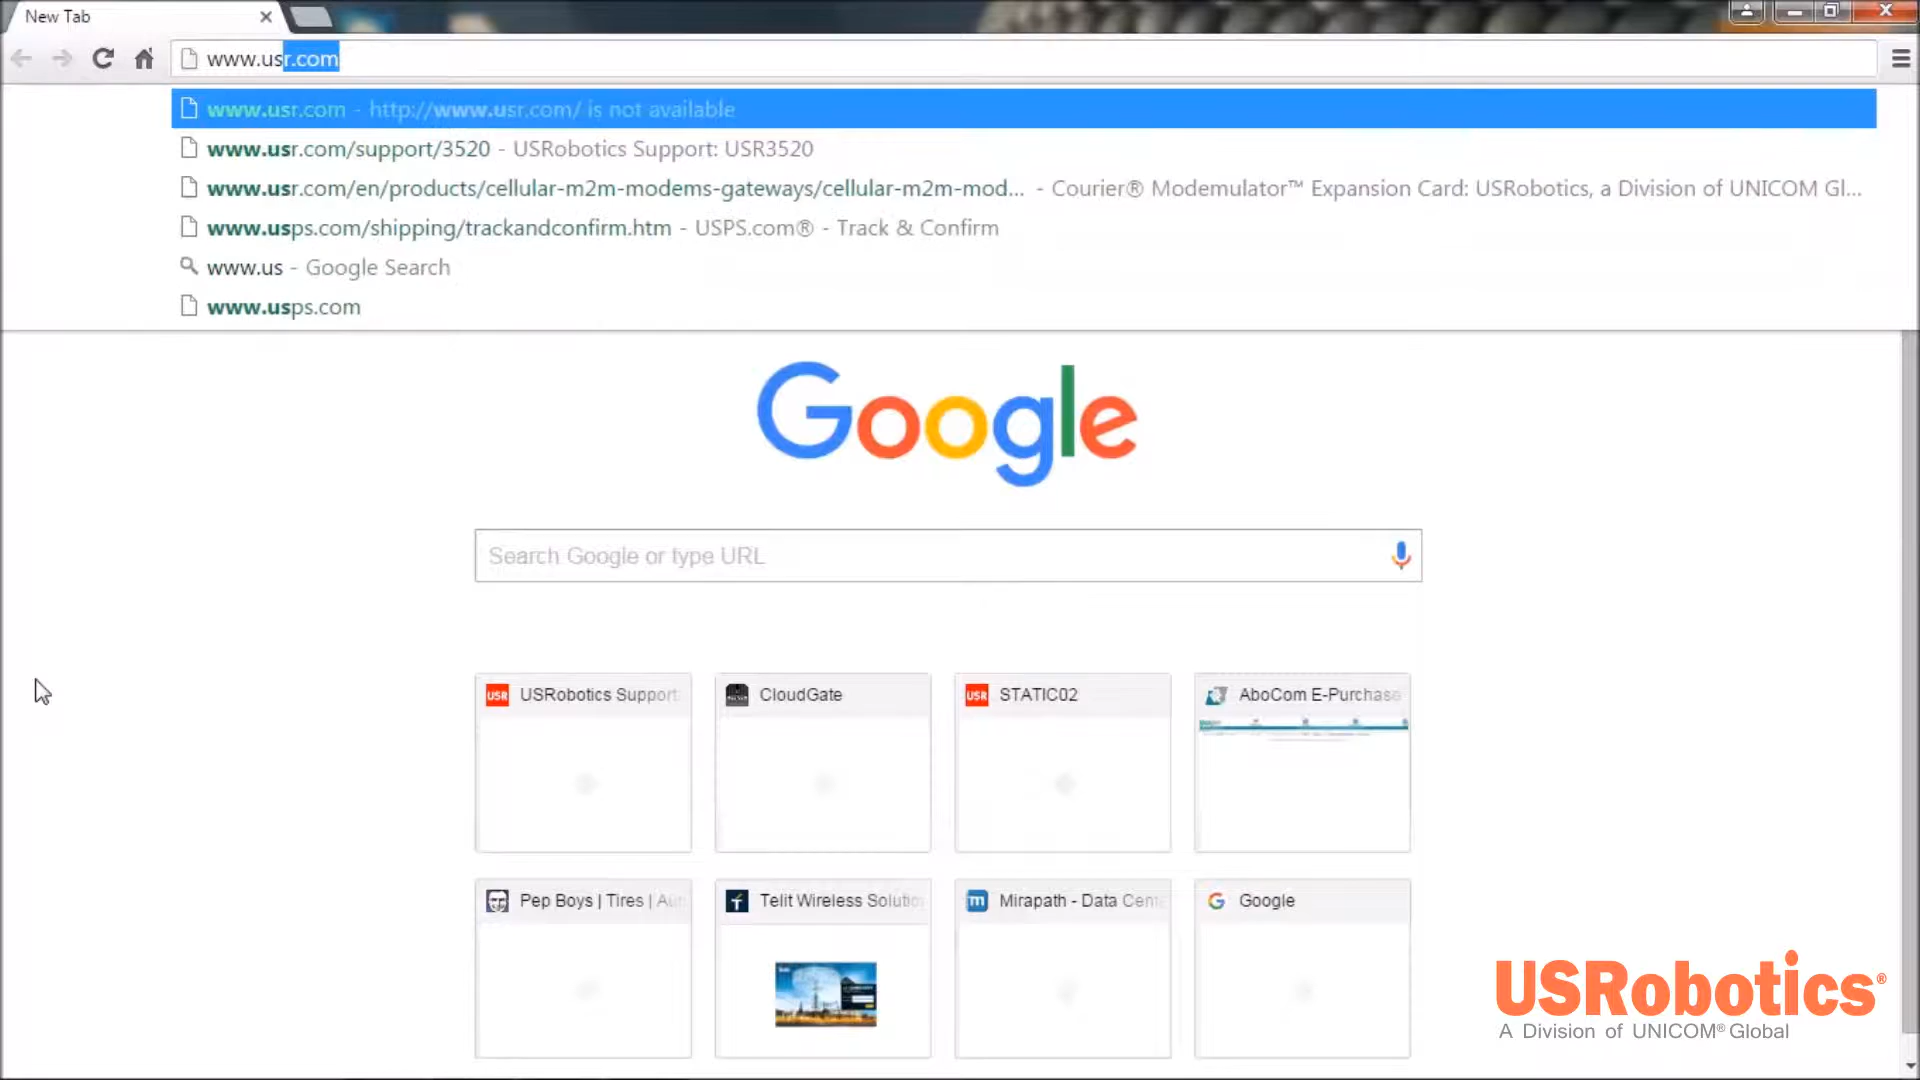 New Tab
www.usr.com
www.usr.com - http://www.usr.com/ is not available
www.usr.com/support/3520 - USRobotics Support: USR3520
www.usr.com/en/products/cellular-m2m-modems-gateways/cellular-m2m-mod... - Courier® Modemulator™ Expansion Card: USRobotics, a Division of UNICOM Gl...
www.usps.com/shipping/trackandconfirm.htm - USPS.com® - Track & Confirm
www.us - Google Search
www.usps.com
Google
Search Google or type URL
USR USRobotics Support:
CloudGate
USR STATIC02
AboCom E-Purchase
Pep Boys | Tires | Au
Telit Wireless Solutio
m Mirapath - Data Cente
G Google
USRobotics®
A Division of UNICOM® Global